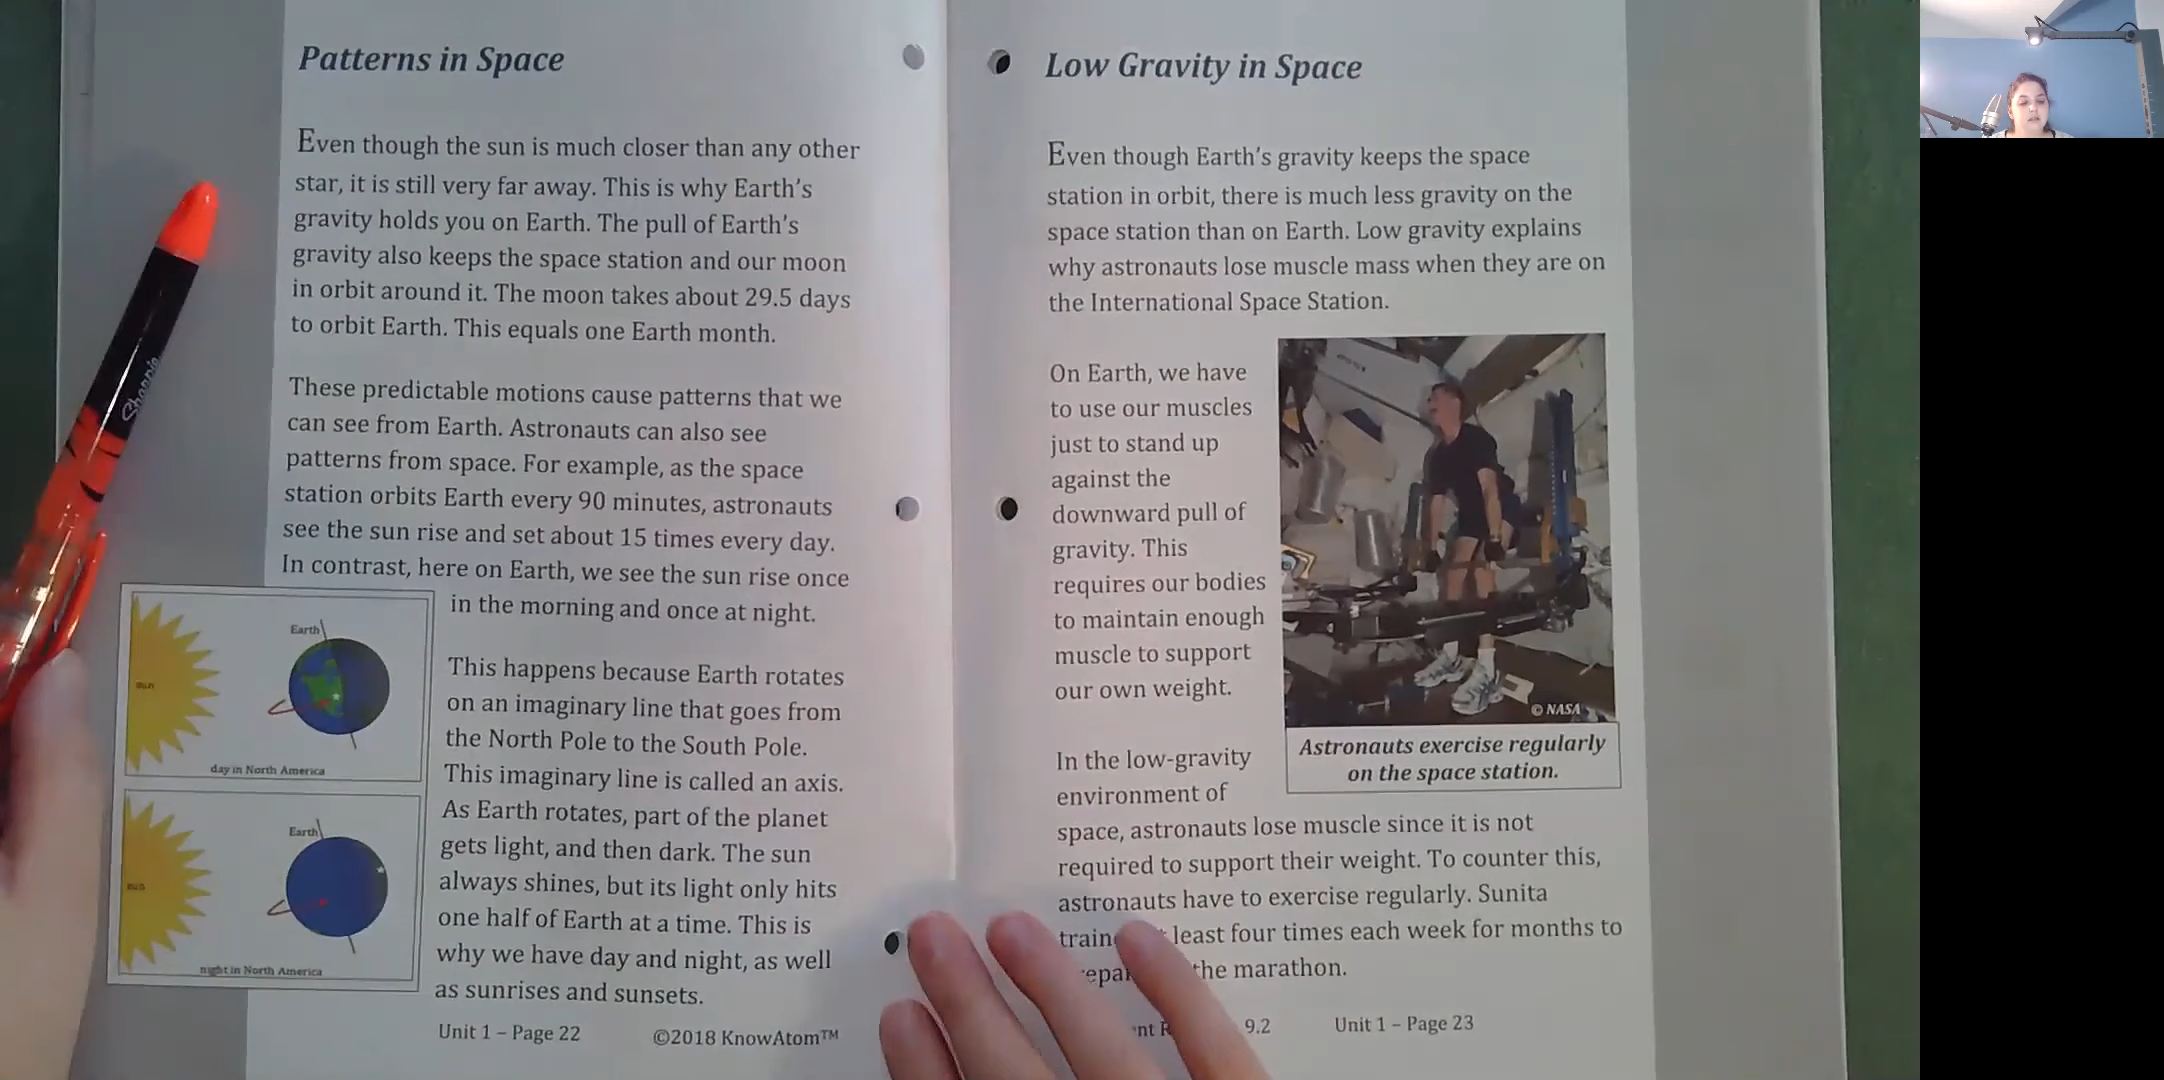 Patterns in Space
Even though the sun is much closer than any other
star, it is still very far away. This is why Earth's
gravity holds you on Earth. The pull of Earth's
gravity also keeps the space station and our moon
in orbit around it. The moon takes about 29.5 days
to orbit Earth. This equals one Earth month.
These predictable motions cause patterns that we
can see from Earth. Astronauts can also see
patterns from space. For example, as the space
station orbits Earth every 90 minutes, astronauts
see the sun rise and set about 15 times every day.
In contrast, here on Earth, we see the sun rise once
in the morning and once at night.
This happens because Earth rotates
on an imaginary line that goes from
the North Pole to the South Pole.
This imaginary line is called an axis.
As Earth rotates, part of the planet
gets light, and then dark. The sun
always shines, but its light only hits
one half of Earth at a time. This is
why we have day and night, as well
as sunrises and sunsets.
Earth
sun
day in North America
Earth
sun
night in North America
Unit 1 – Page 22
©2018 KnowAtom™
Low Gravity in Space
Even though Earth's gravity keeps the space
station in orbit, there is much less gravity on the
space station than on Earth. Low gravity explains
why astronauts lose muscle mass when they are on
the International Space Station.
On Earth, we have
to use our muscles
just to stand up
against the
downward pull of
gravity. This
requires our bodies
to maintain enough
muscle to support
our own weight.
© NASA
Astronauts exercise regularly
on the space station.
In the low-gravity
environment of
space, astronauts lose muscle since it is not
required to support their weight. To counter this,
astronauts have to exercise regularly. Sunita
least four times each week for months to
the marathon.
9.2
Unit 1 – Page 23
Sharpie